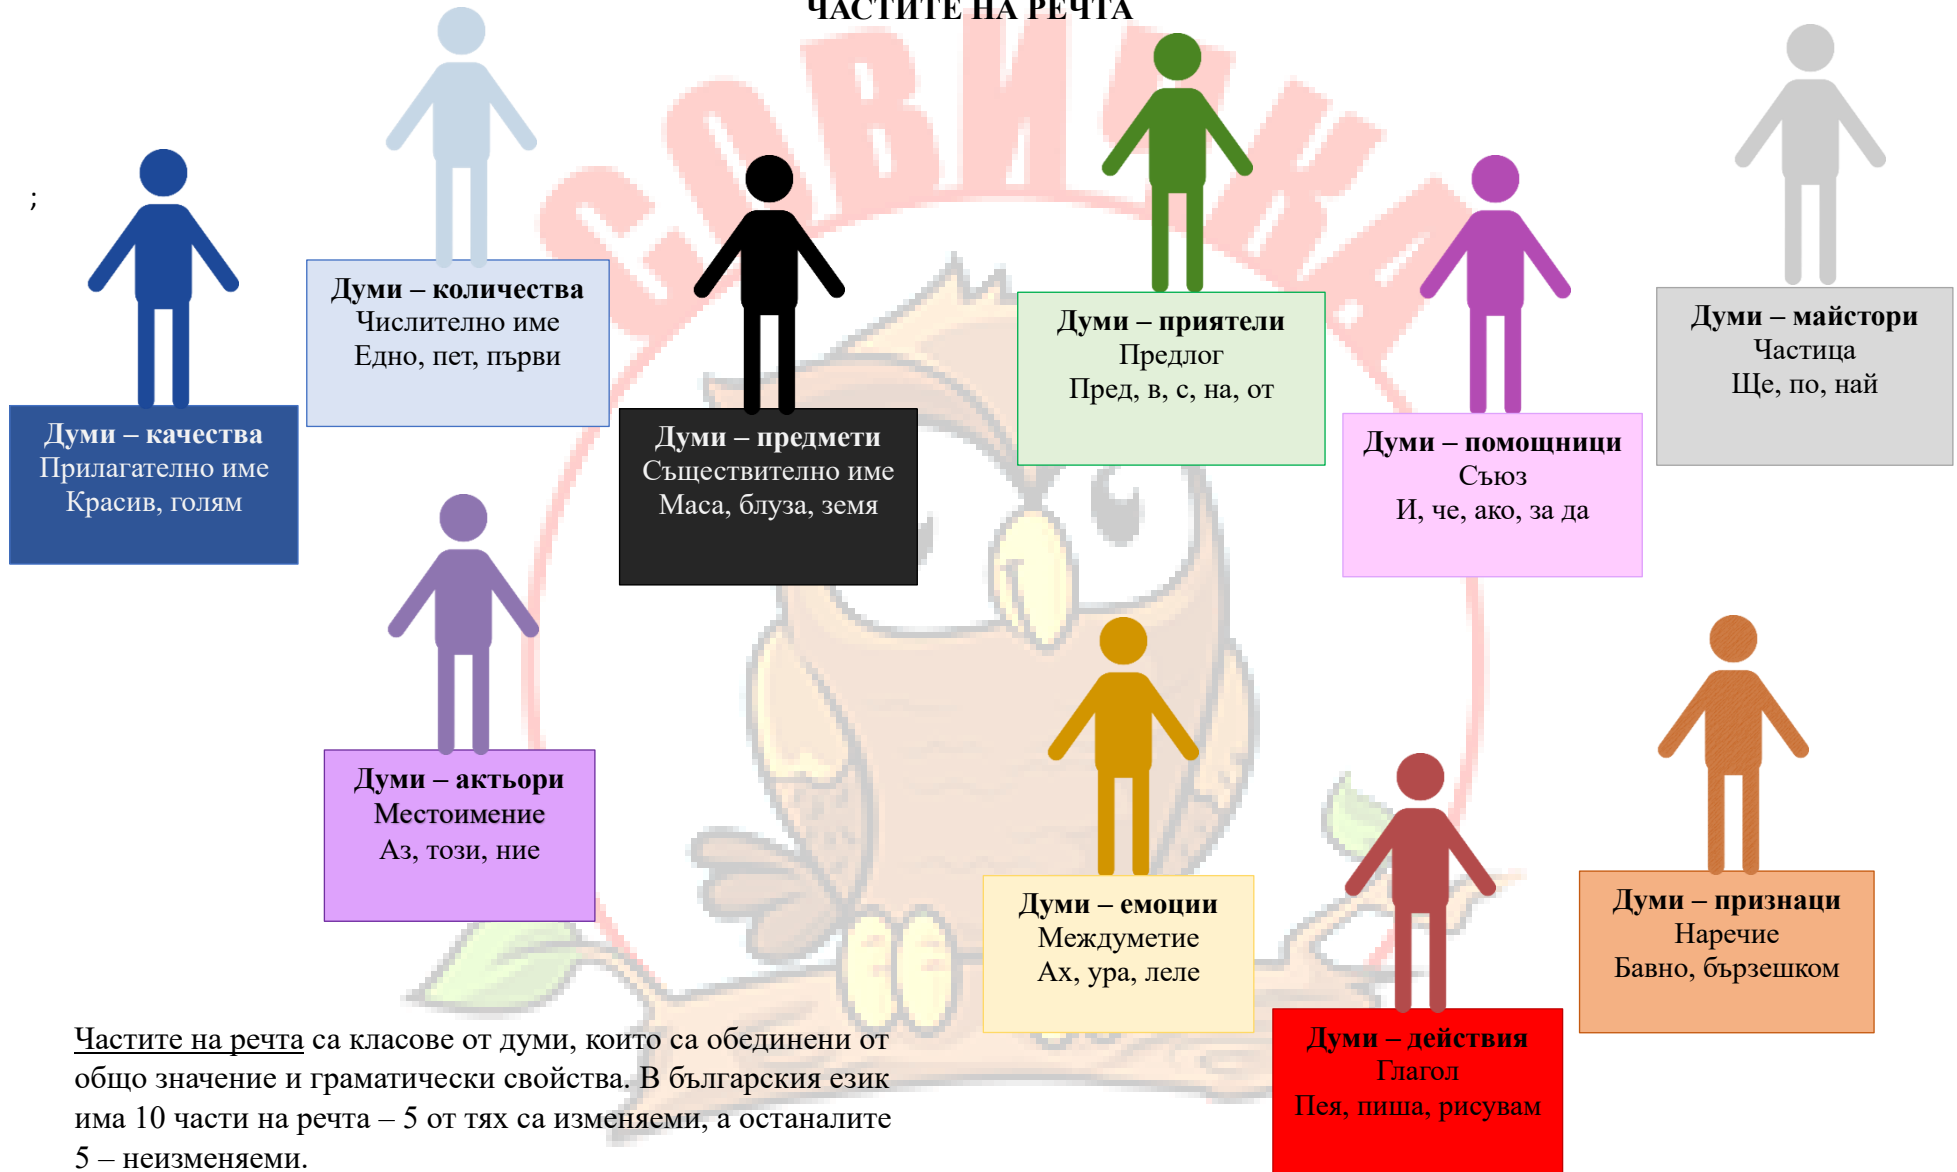 ЧАСТИТЕ НА РЕЧТА
СОВИЧКА
;
Думи – количества
Числително име
Едно, пет, първи
Думи – приятели
Предлог
Пред, в, с, на, от
Думи – майстори
Частица
Ще, по, най
Думи – качества
Прилагателно име
Красив, голям
Думи – предмети
Съществително име
Маса, блуза, земя
Думи – помощници
Съюз
И, че, ако, за да
Думи – актьори
Местоимение
Аз, този, ние
Думи – емоции
Междуметие
Ах, ура, леле
Думи – признаци
Наречие
Бавно, бързешком
Думи – действия
Глагол
Пея, пиша, рисувам
Частите на речта са класове от думи, които са обединени от
общо значение и граматически свойства. В българския език
има 10 части на речта – 5 от тях са изменяеми, а останалите
5 – неизменяеми.